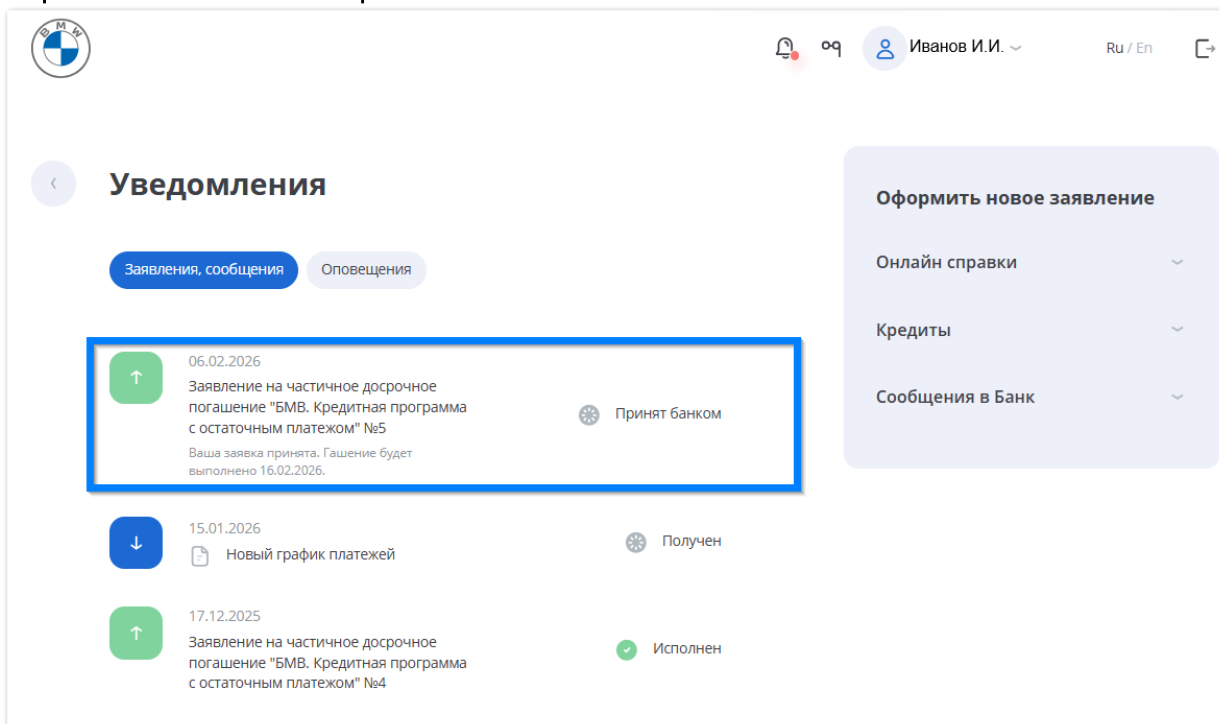 BMW
Иванов И.И.
Ru / En
Уведомления
Заявления, сообщения
Оповещения
06.02.2026
Заявление на частичное досрочное
погашение "БМВ. Кредитная программа
с остаточным платежом" №5
Ваша заявка принята. Гашение будет
выполнено 16.02.2026.
Принят банком
15.01.2026
Новый график платежей
Получен
17.12.2025
Заявление на частичное досрочное
погашение "БМВ. Кредитная программа
с остаточным платежом" №4
Исполнен
Оформить новое заявление
Онлайн справки
Кредиты
Сообщения в Банк